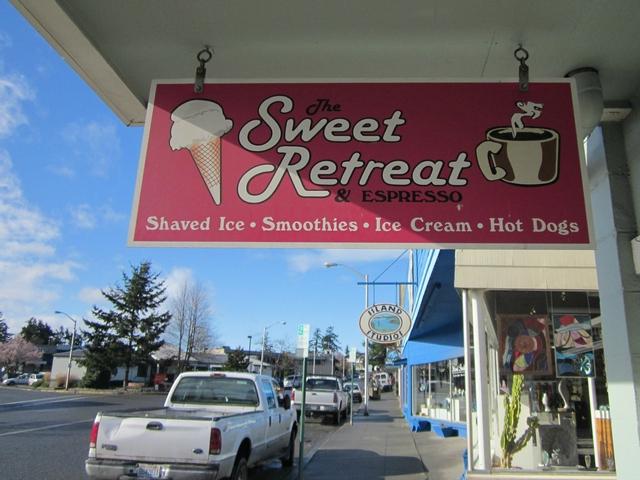 The
Sweet
Retreat
& ESPRESSO
Shaved Ice • Smoothies • Ice Cream • Hot Dogs
ISLAND
STUDIOS